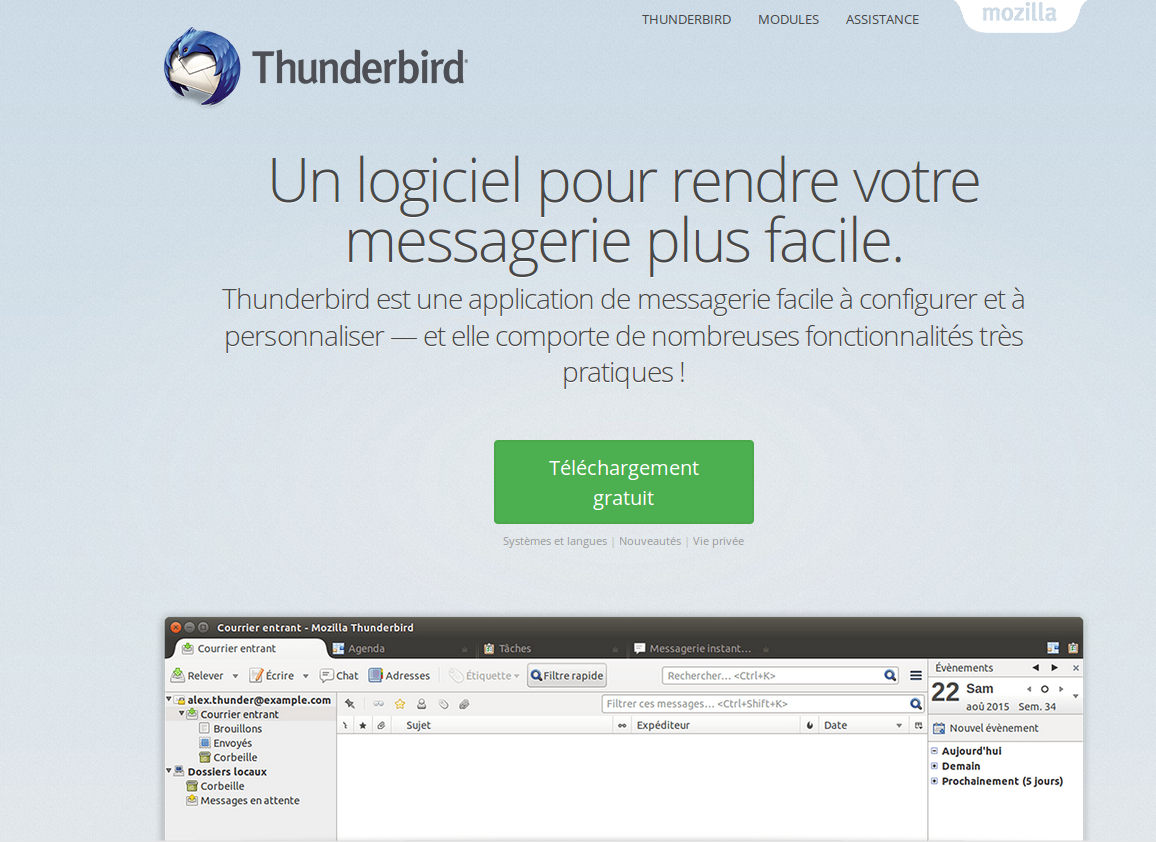 THUNDERBIRD MODULES ASSISTANCE
mozilla
Thunderbird
Un logiciel pour rendre votre
messagerie plus facile.
Thunderbird est une application de messagerie facile à configurer et à
personnaliser — et elle comporte de nombreuses fonctionnalités très
pratiques !
Téléchargement
gratuit
Systèmes et langues | Nouveautés | Vie privée
Courrier entrant - Mozilla Thunderbird
Courrier entrant Agenda Tâches Messagerie instant...
Relever Écrire Chat Adresses Étiquette Filtre rapide Rechercher... <Ctrl+K>
Évènements
22 Sam
aoû 2015 Sem. 34
Nouvel évènement
Aujourd'hui
Demain
Prochainement (5 jours)
alex.thunder@example.com
Courrier entrant
Brouillons
Envoyés
Corbeille
Dossiers locaux
Corbeille
Messages en attente
Filtrer ces messages... <Ctrl+Shift+K>
Sujet Expéditeur Date